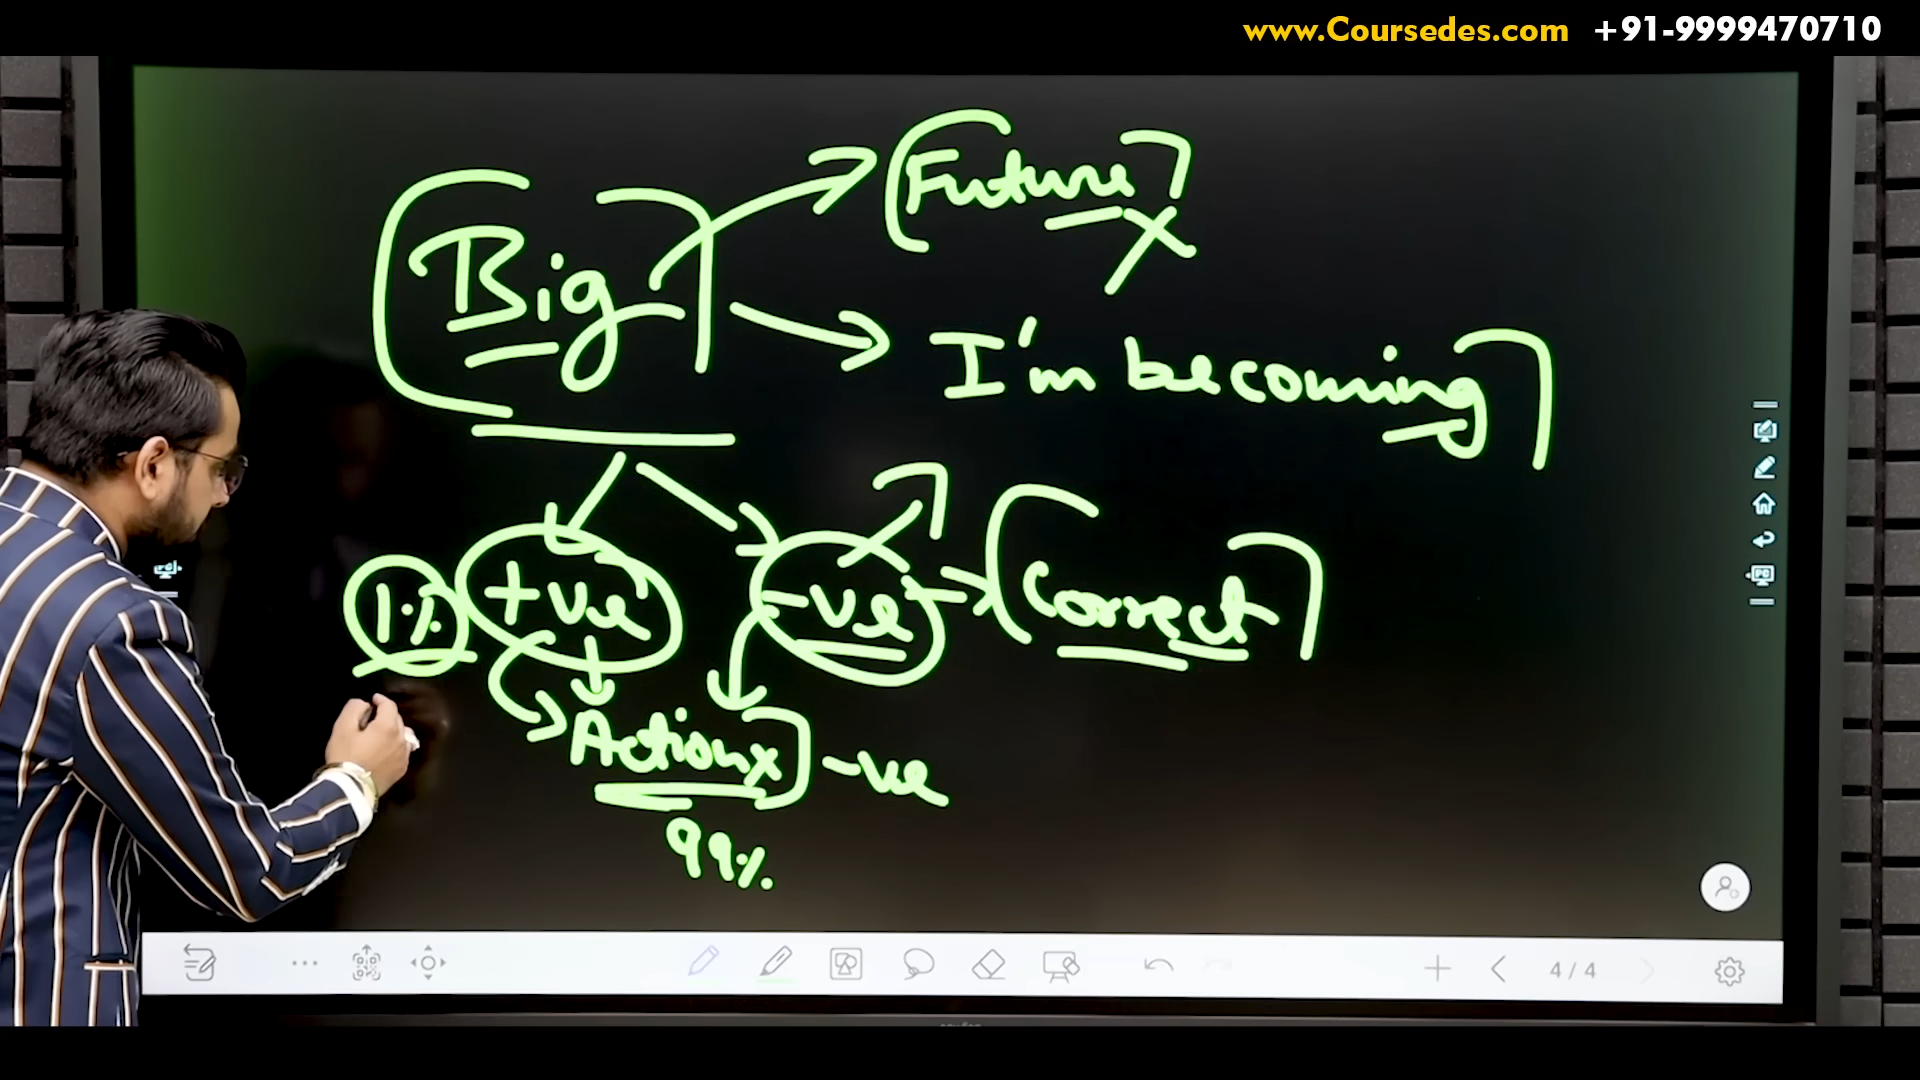 www.Coursedes.com +91-9999470710
Future
Big
I'm becoming
1% +ve -ve Correct
Action x -ve
99%
4/4